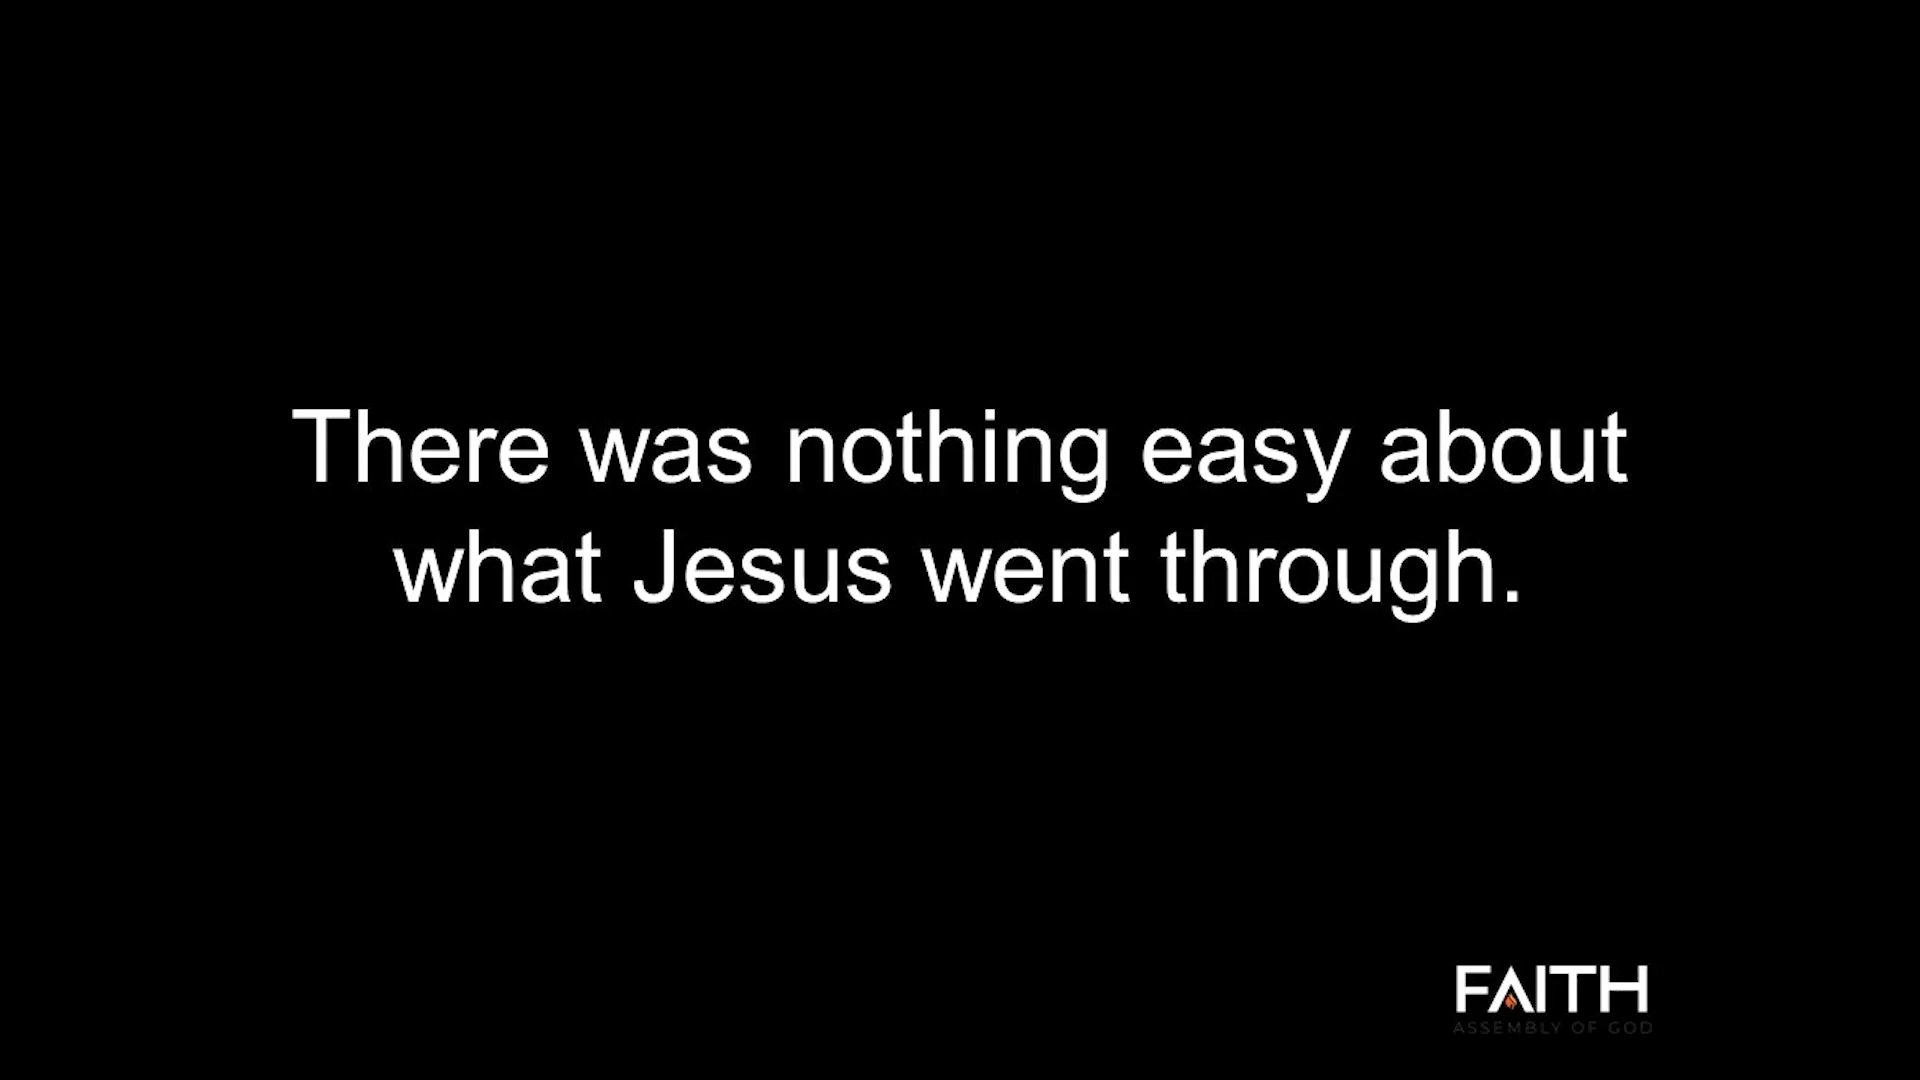 There was nothing easy about
what Jesus went through.
FAITH
ASSEMBLY OF GOD